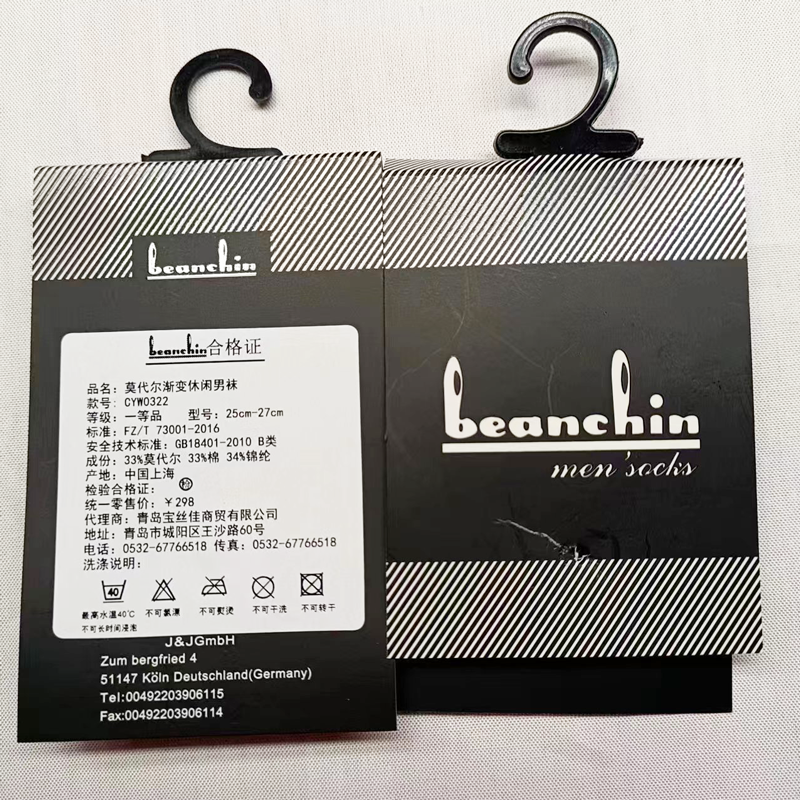 beanchin
beanchin合格证
品名：莫代尔渐变休闲男袜
款号：CYW0322
等级：一等品 型号：25cm-27cm
标准：FZ/T 73001-2016
安全技术标准：GB18401-2010 B类
成份：33%莫代尔 33%棉 34%锦纶
产地：中国上海
检验合格证：检
统一零售价：￥298
代理商：青岛宝丝佳商贸有限公司
地址：青岛市城阳区王沙路60号
电话：0532-67766518 传真：0532-67766518
洗涤说明：
40
最高水温40℃ 不可氯漂 不可熨烫 不可干洗 不可转干
不可长时间浸泡
J&JGmbH
Zum bergfried 4
51147 Köln Deutschland(Germany)
Tel:00492203906115
Fax:00492203906114
beanchin
men'socks